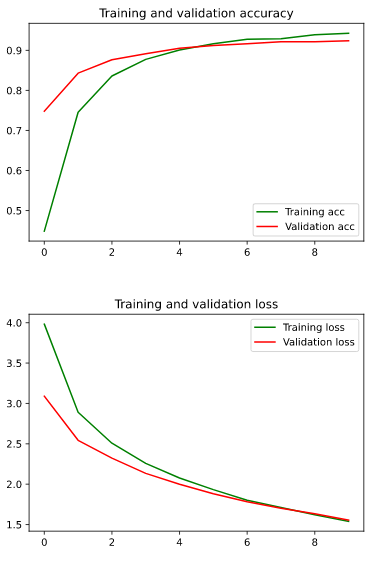 Training and validation accuracy
0.9
0.8
0.7
0.6
0.5
Training acc
Validation acc
0 2 4 6 8
Training and validation loss
4.0
3.5
3.0
2.5
2.0
1.5
Training loss
Validation loss
0 2 4 6 8